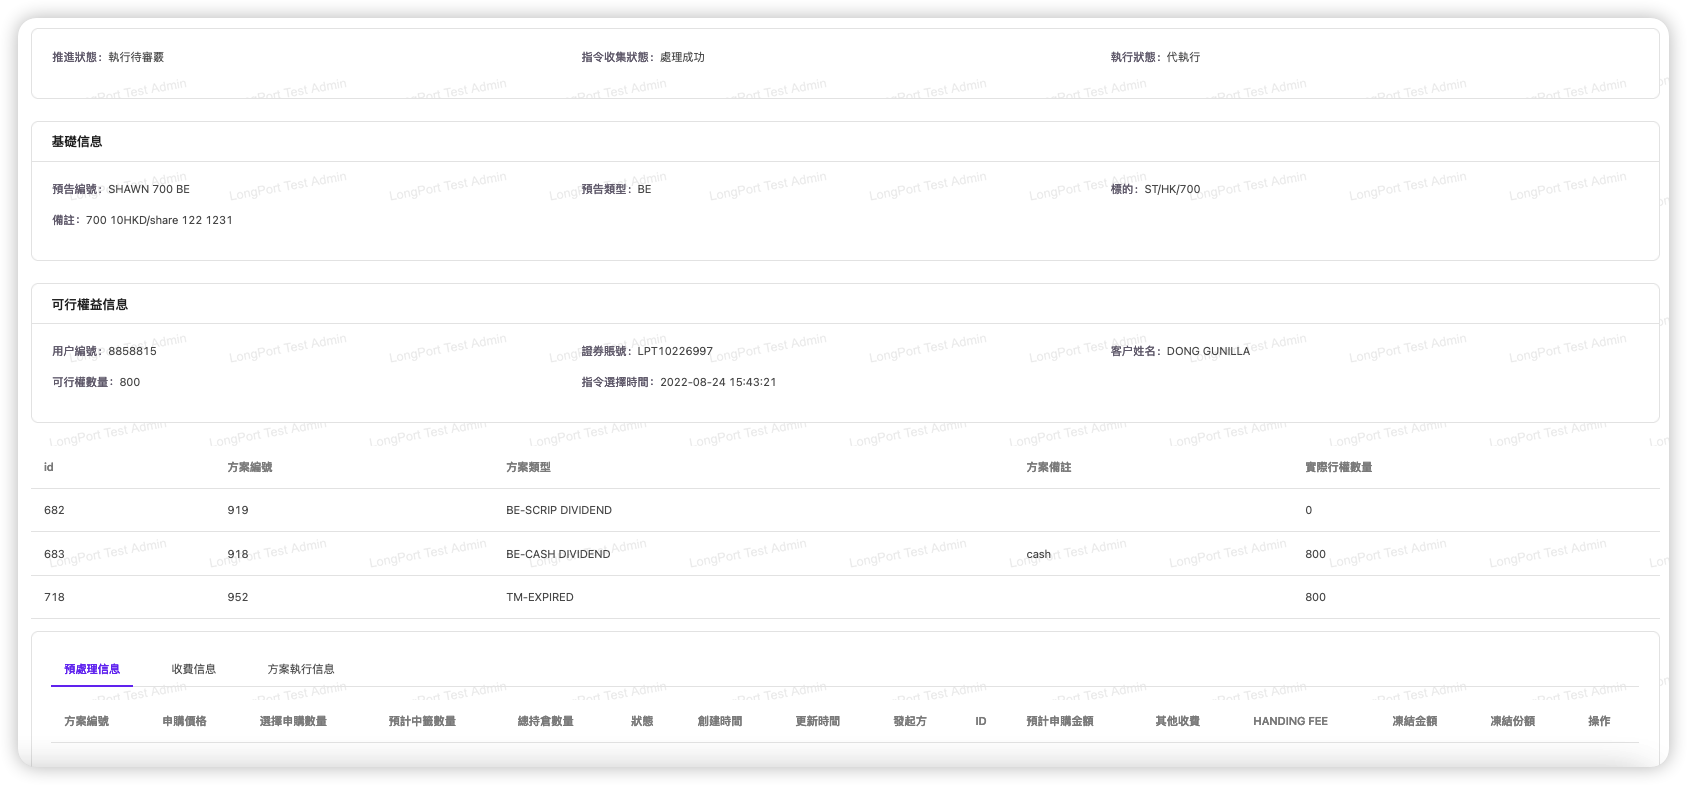 推進狀態：執行待審覈 指令收集狀態：處理成功 執行狀態：代執行
基礎信息
預告編號：SHAWN 700 BE 預告類型：BE 標的：ST/HK/700
備註：700 10HKD/share 122 1231
可行權益信息
用户編號：8858815 證券賬號：LPT10226997 客户姓名：DONG GUNILLA
可行權數量：800 指令選擇時間：2022-08-24 15:43:21
id 方案編號 方案類型 方案備註 實際行權數量
682 919 BE-SCRIP DIVIDEND 0
683 918 BE-CASH DIVIDEND cash 800
718 952 TM-EXPIRED 800
預處理信息 收費信息 方案執行信息
方案編號 申購價格 選擇申購數量 預計中籤數量 總持倉數量 狀態 創建時間 更新時間 發起方 ID 預計申購金額 其他收費 HANDING FEE 凍結金額 凍結份額 操作
LongPort Test Admin